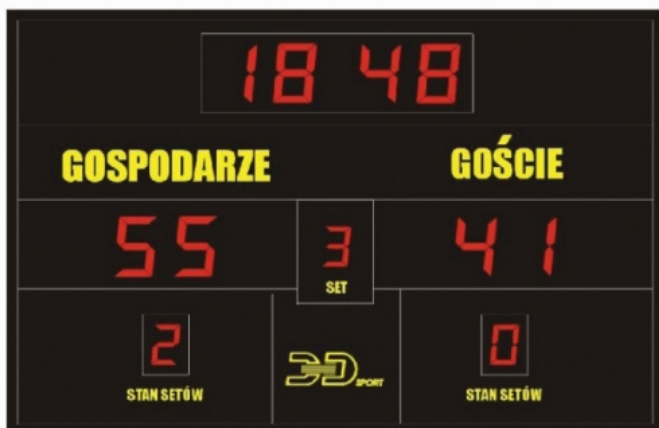 18 48
GOSPODARZE GOŚCIE
55 3 41
SET
2 0
STAN SETÓW 3D SPORT STAN SETÓW